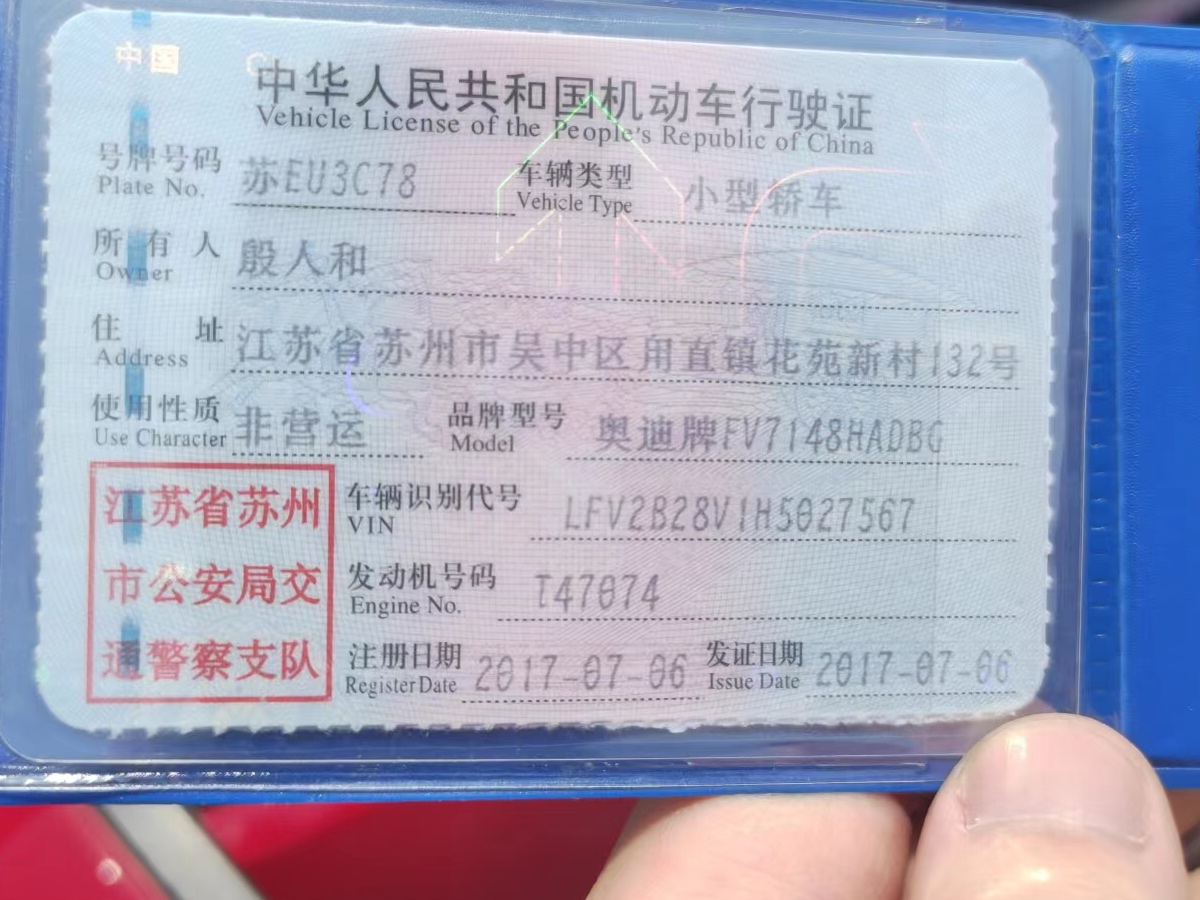 中国
中华人民共和国机动车行驶证
Vehicle License of the People's Republic of China
号牌号码 苏EU3C78 车辆类型 小型轿车
Plate No. Vehicle Type
所有人 殷人和
Owner
住址 江苏省苏州市吴中区甪直镇花苑新村132号
Address
使用性质 非营运 品牌型号 奥迪牌FV7148HADBG
Use Character Model
江苏省苏州
市公安局交
通警察支队
车辆识别代号 LFV2B28V1H5027567
VIN
发动机号码 T47074
Engine No.
注册日期 2017-07-06 发证日期 2017-07-06
Register Date Issue Date